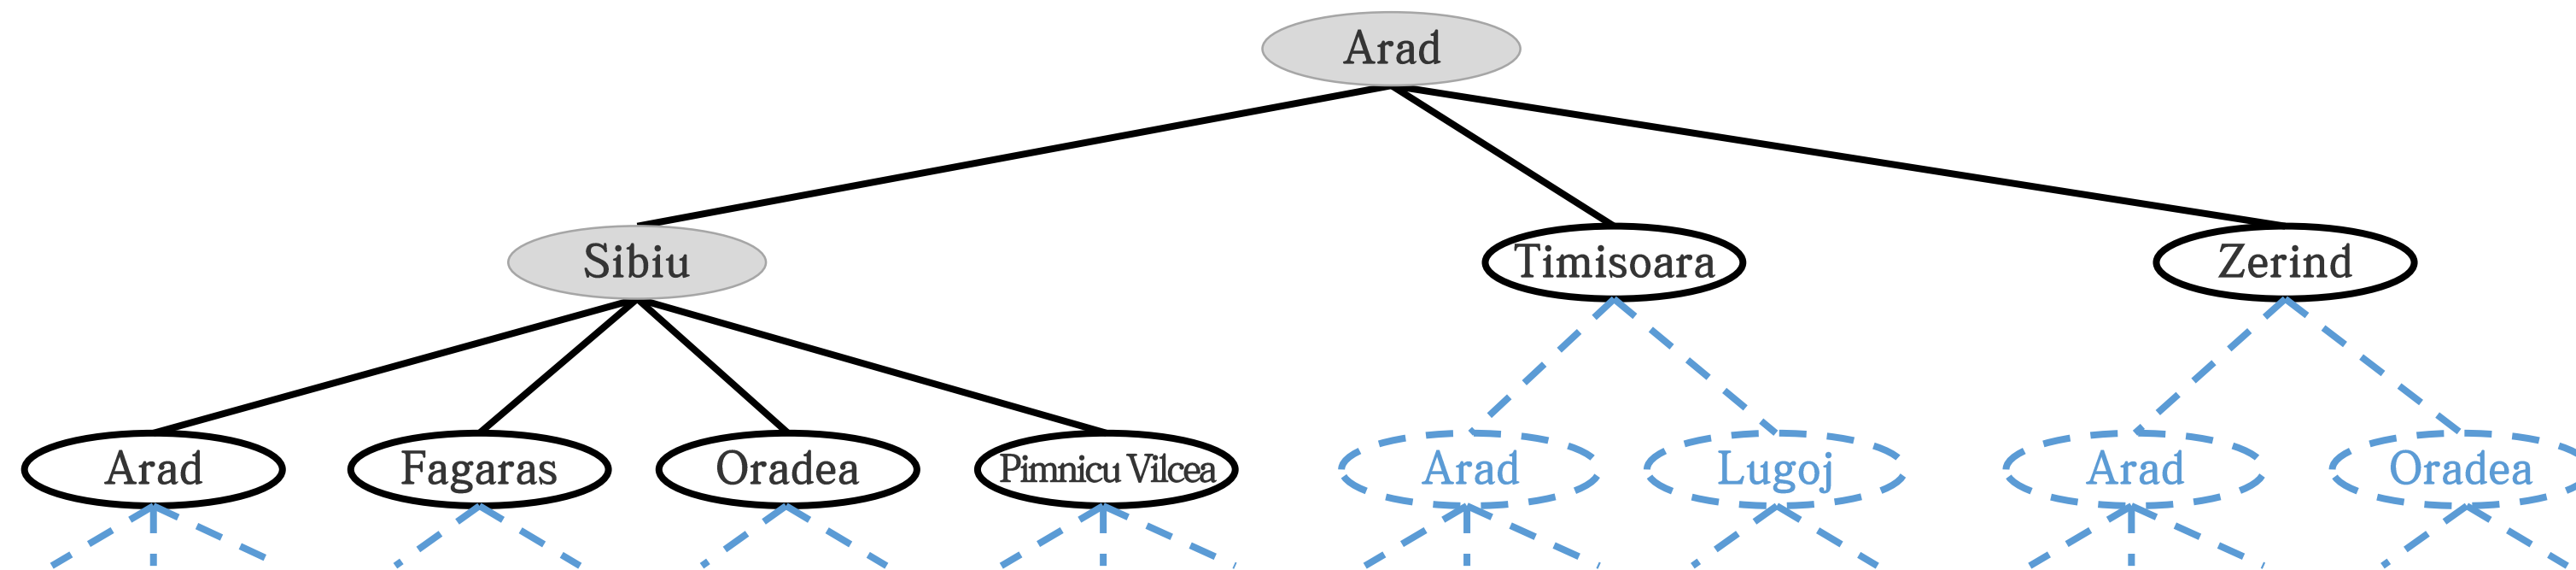 Arad
Sibiu
Timisoara
Zerind
Arad
Fagaras
Oradea
Pimnicu Vilcea
Arad
Lugoj
Arad
Oradea